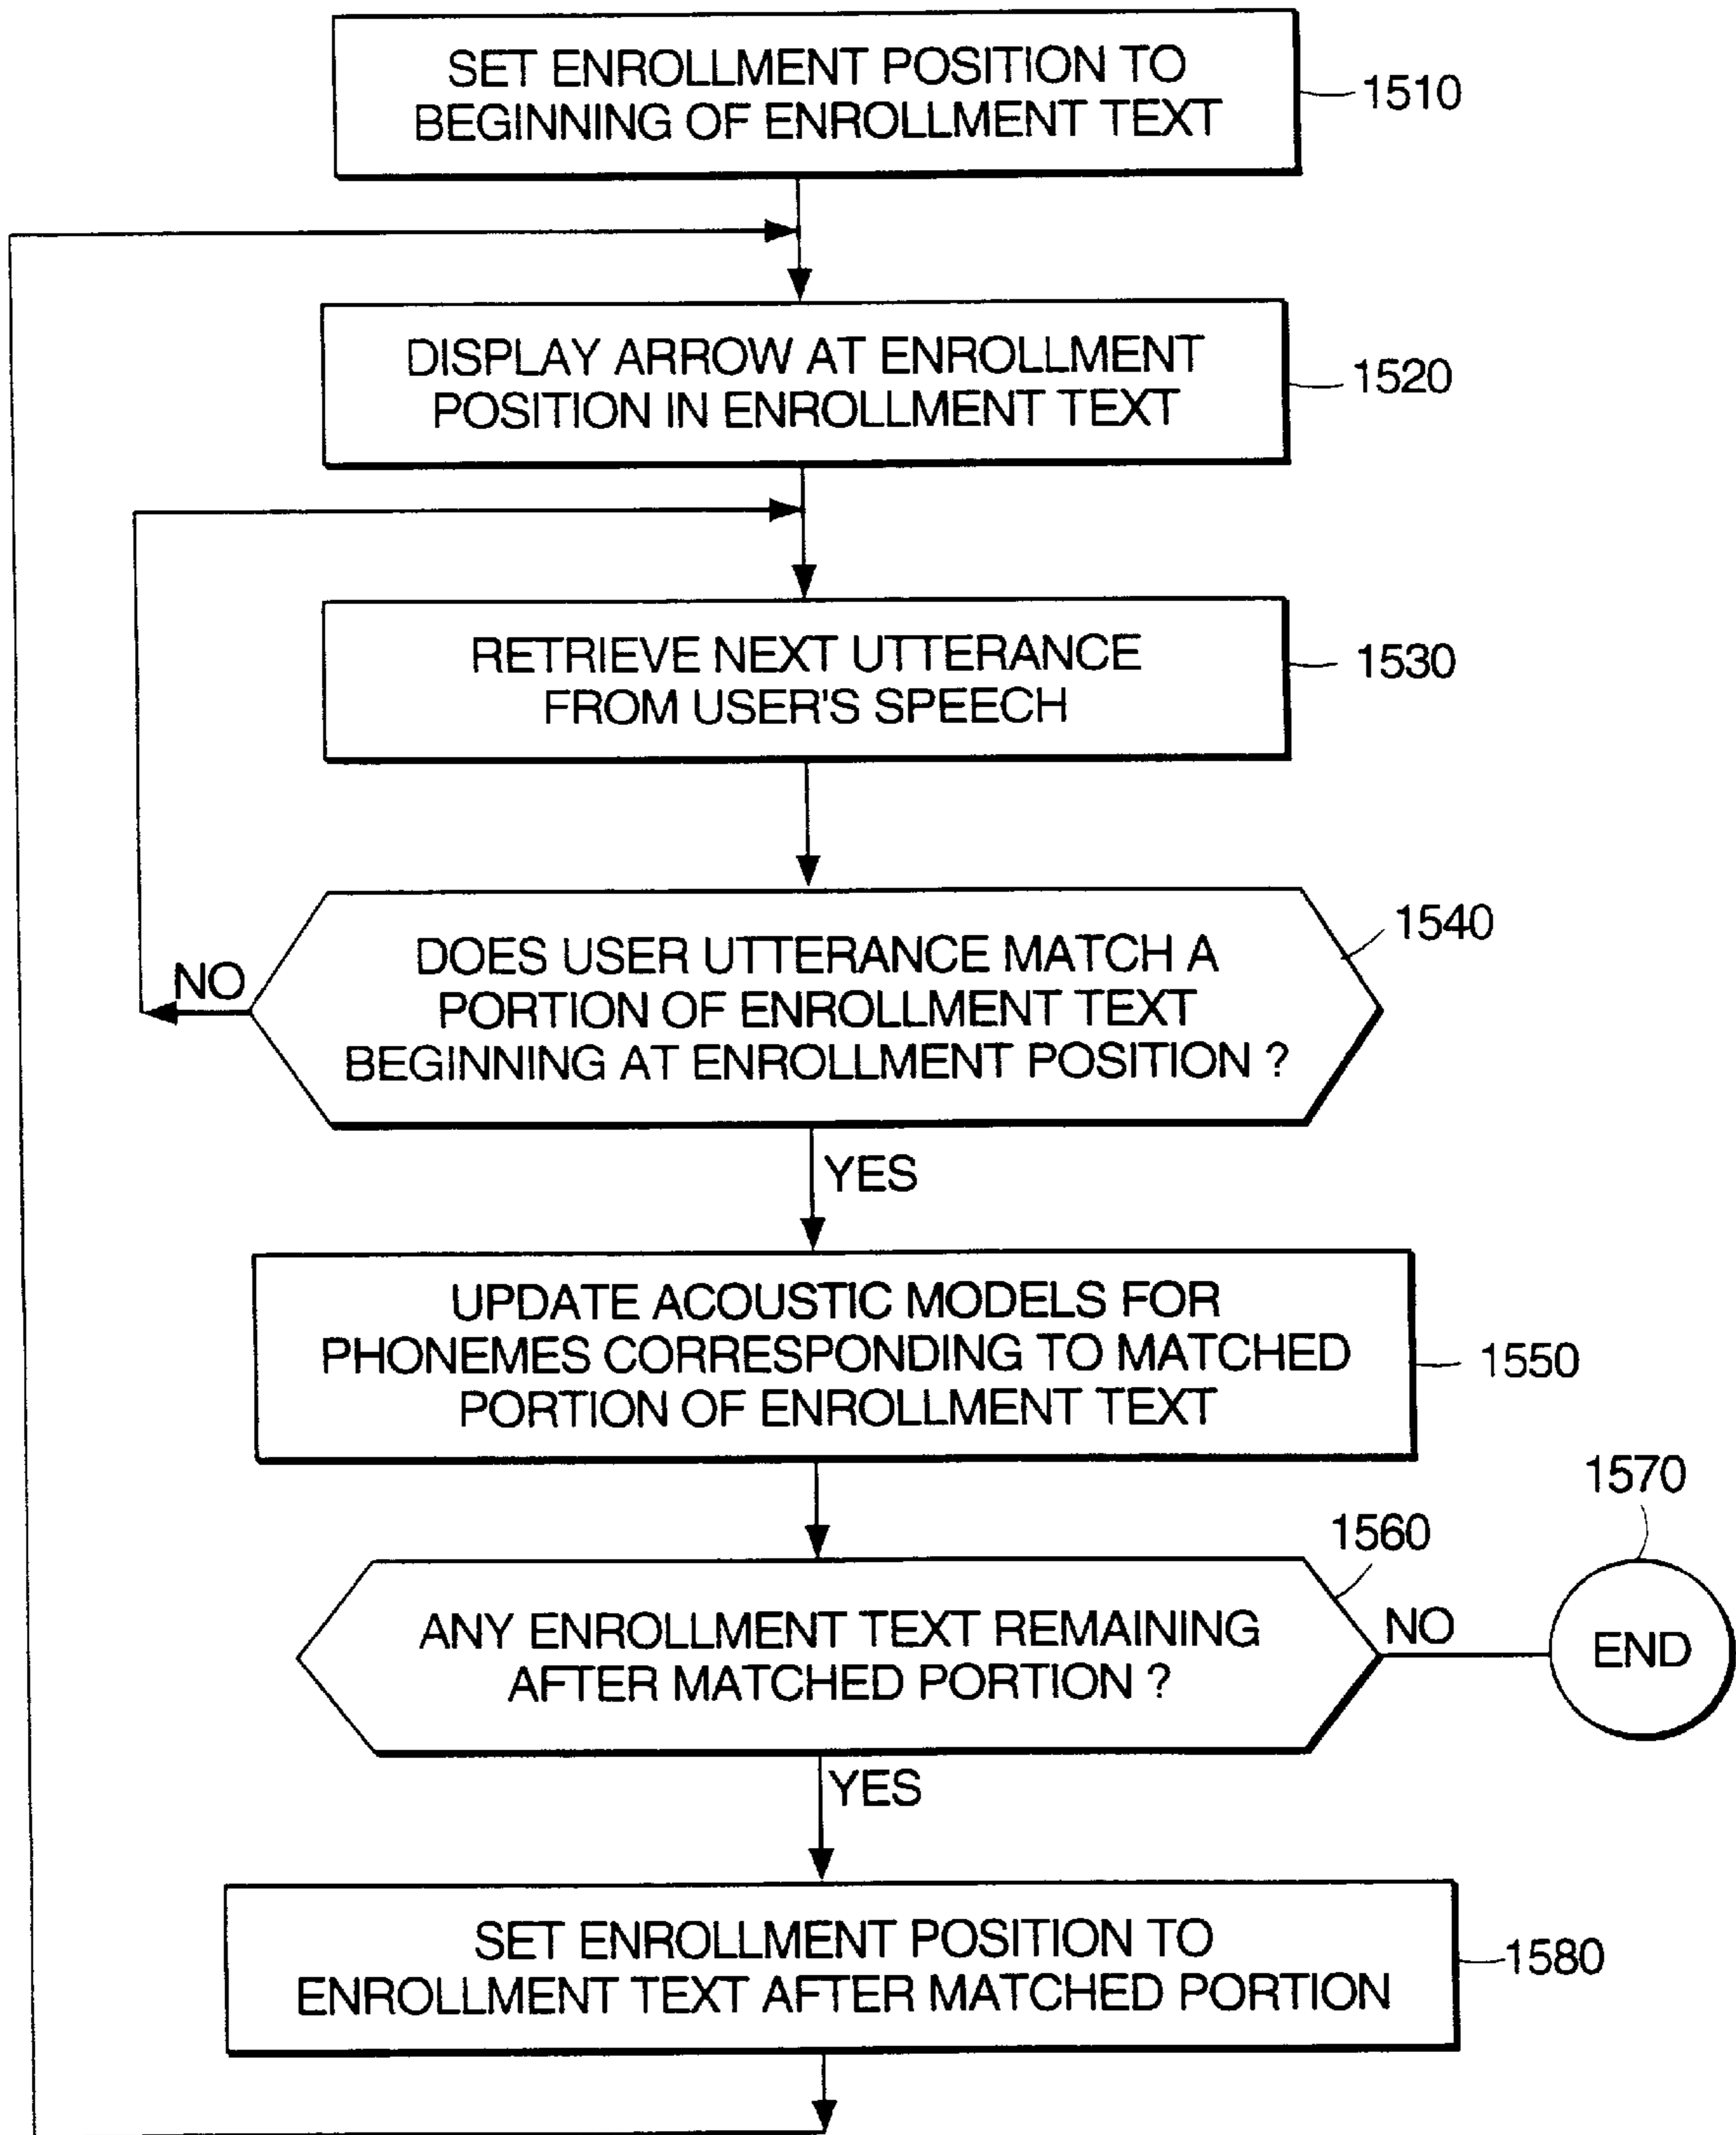 SET ENROLLMENT POSITION TO
BEGINNING OF ENROLLMENT TEXT
1510
DISPLAY ARROW AT ENROLLMENT
POSITION IN ENROLLMENT TEXT
1520
RETRIEVE NEXT UTTERANCE
FROM USER'S SPEECH
1530
1540
DOES USER UTTERANCE MATCH A
PORTION OF ENROLLMENT TEXT
BEGINNING AT ENROLLMENT POSITION ?
NO
YES
UPDATE ACOUSTIC MODELS FOR
PHONEMES CORRESPONDING TO MATCHED
PORTION OF ENROLLMENT TEXT
1550
1560
ANY ENROLLMENT TEXT REMAINING
AFTER MATCHED PORTION ?
NO
1570
END
YES
SET ENROLLMENT POSITION TO
ENROLLMENT TEXT AFTER MATCHED PORTION
1580